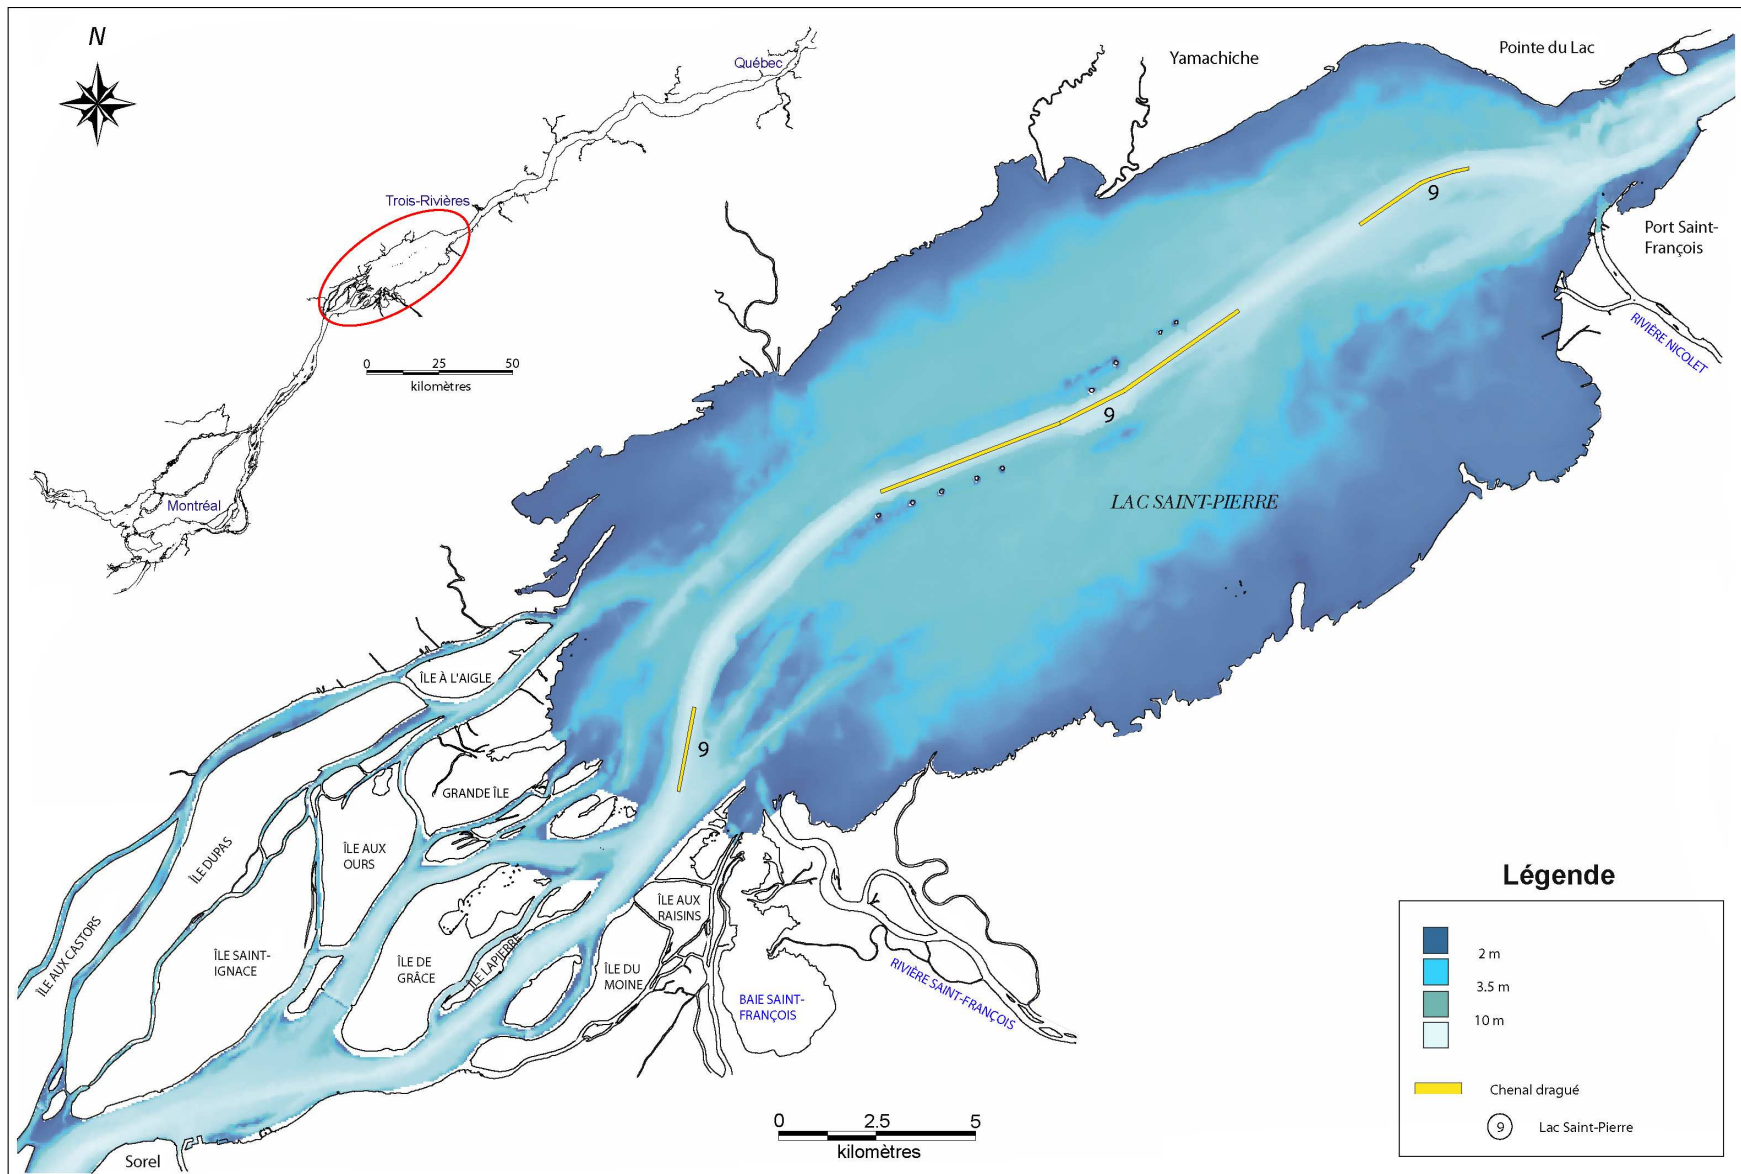 N
Québec
Trois-Rivières
0 25 50
kilomètres
Montréal
Yamachiche
Pointe du Lac
9
Port Saint-
François
RIVIÈRE NICOLET
9
LAC SAINT-PIERRE
9
ÎLE À L'AIGLE
GRANDE ÎLE
ÎLE DUPAS
ÎLE AUX
OURS
ÎLE AUX CASTORS
ÎLE SAINT-
IGNACE
ÎLE DE
GRÂCE
ÎLE LAPIERRE
ÎLE AUX
RAISINS
ÎLE DU
MOINE
BAIE SAINT-
FRANÇOIS
RIVIÈRE SAINT-FRANÇOIS
Sorel
0 2.5 5
kilomètres
Légende
2 m
3.5 m
10 m
Chenal dragué
9 Lac Saint-Pierre